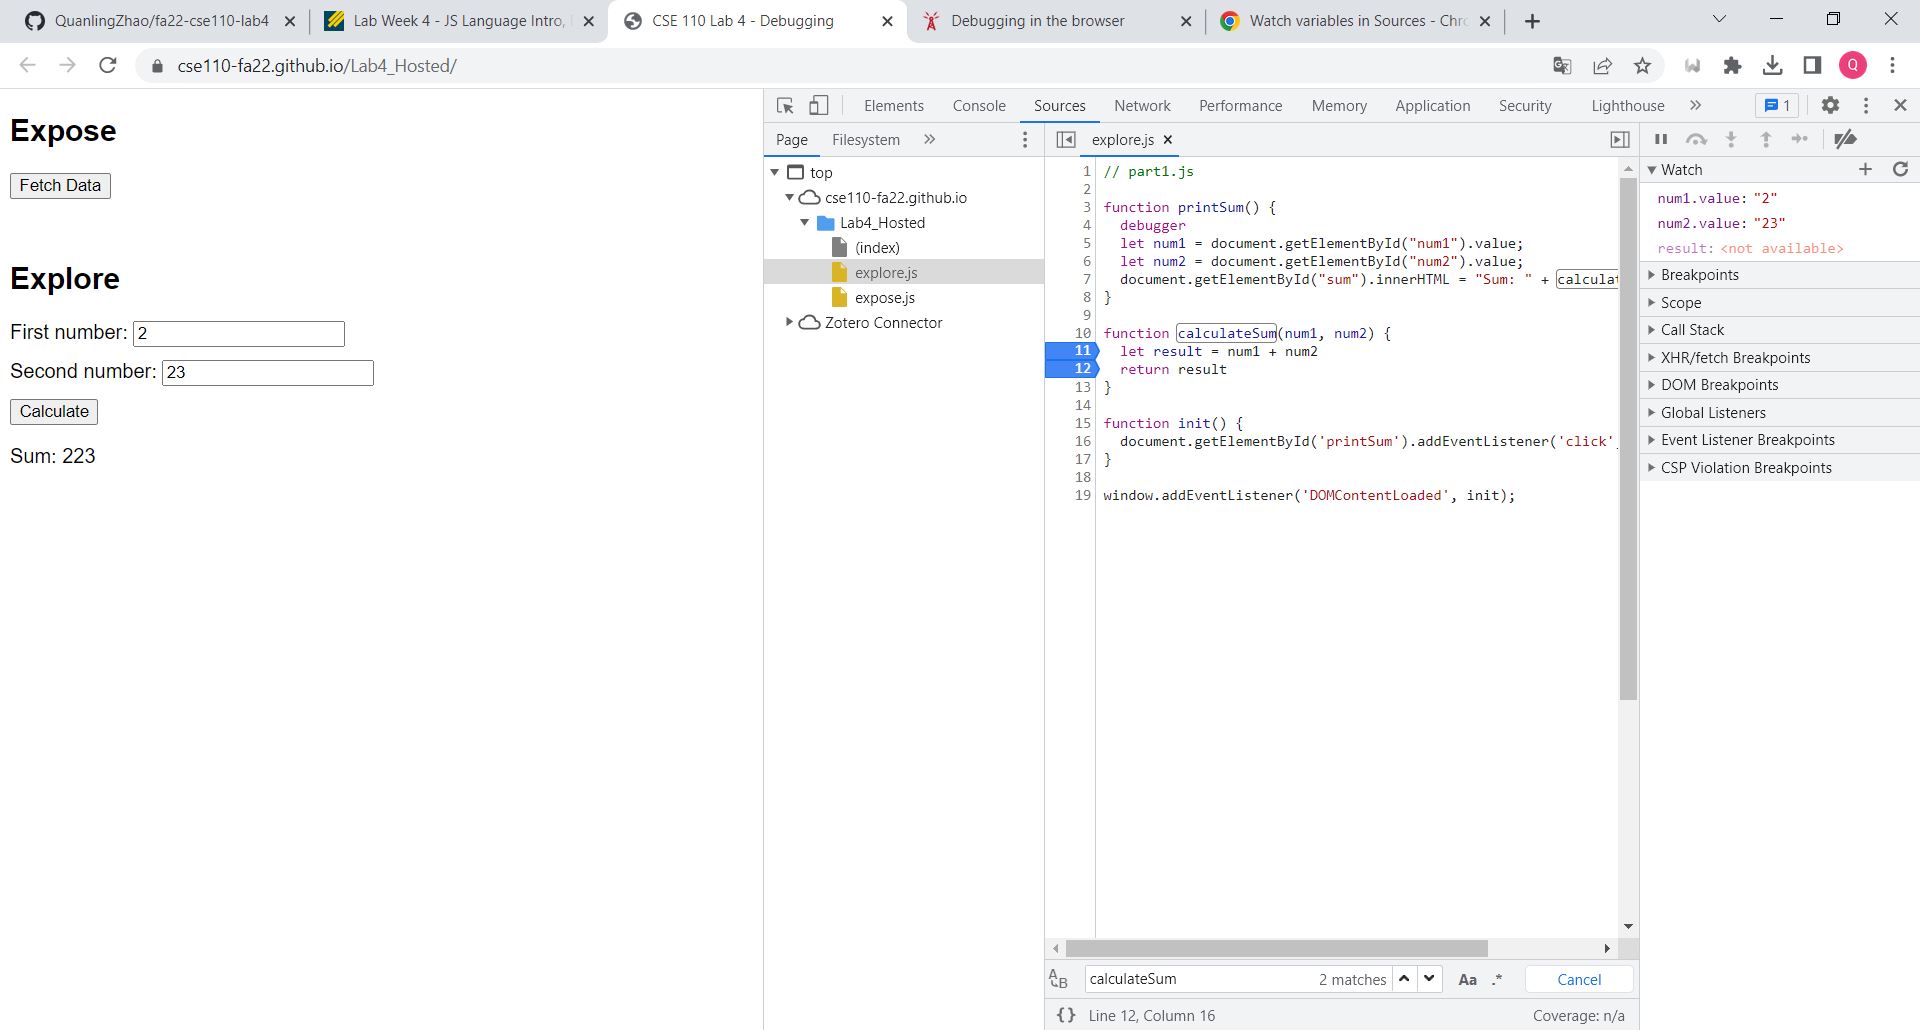 QuanlingZhao/fa22-cse110-lab4
Lab Week 4 - JS Language Intro,
CSE 110 Lab 4 - Debugging
Debugging in the browser
Watch variables in Sources - Chro
cse110-fa22.github.io/Lab4_Hosted/
Q
Expose
Fetch Data
Explore
First number: 2
Second number: 23
Calculate
Sum: 223
Elements Console Sources Network Performance Memory Application Security Lighthouse » 1
Page Filesystem »
top
cse110-fa22.github.io
Lab4_Hosted
(index)
explore.js
expose.js
Zotero Connector
explore.js
1 // part1.js
2
3 function printSum() {
4 debugger
5 let num1 = document.getElementById("num1").value;
6 let num2 = document.getElementById("num2").value;
7 document.getElementById("sum").innerHTML = "Sum: " + calculat
8 }
9
10 function calculateSum(num1, num2) {
11 let result = num1 + num2
12 return result
13 }
14
15 function init() {
16 document.getElementById('printSum').addEventListener('click',
17 }
18
19 window.addEventListener('DOMContentLoaded', init);
calculateSum 2 matches Aa .* Cancel
{} Line 12, Column 16 Coverage: n/a
Watch
num1.value: "2"
num2.value: "23"
result: <not available>
Breakpoints
Scope
Call Stack
XHR/fetch Breakpoints
DOM Breakpoints
Global Listeners
Event Listener Breakpoints
CSP Violation Breakpoints